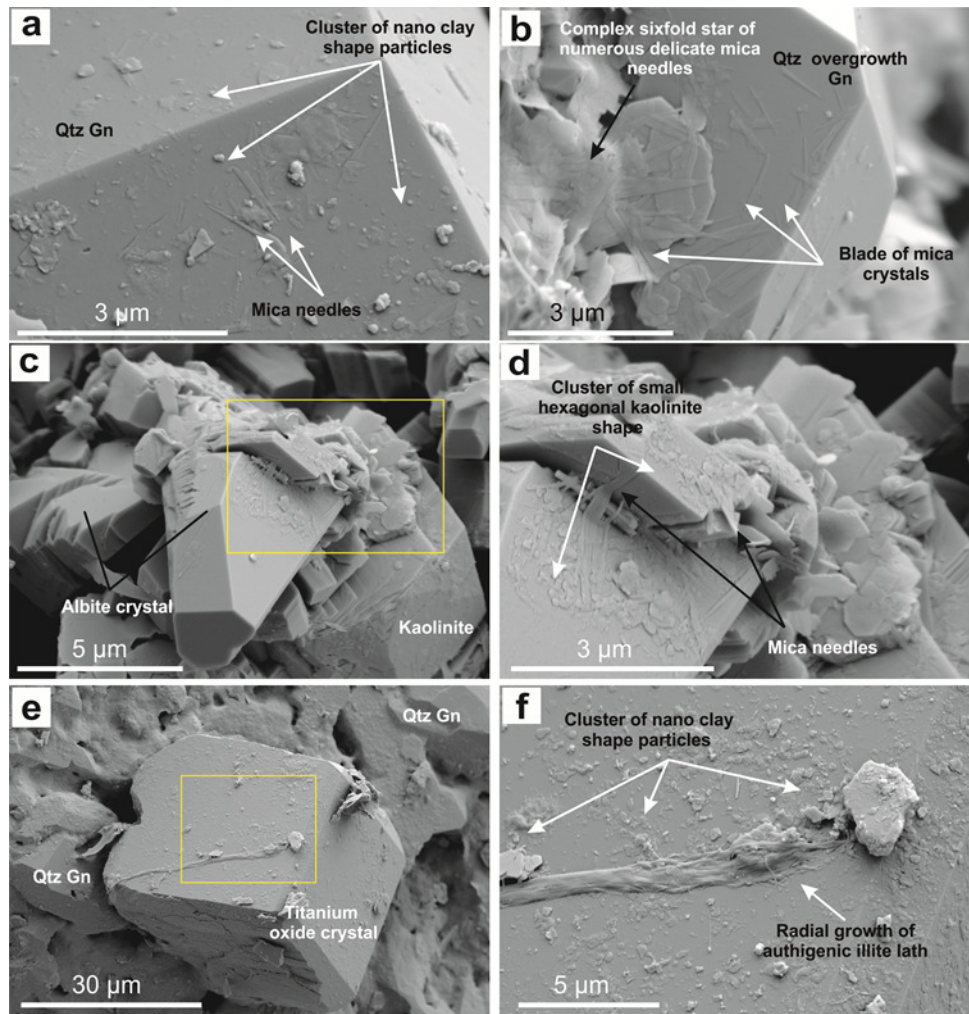 a
Cluster of nano clay
shape particles
Qtz Gn
Mica needles
3 µm
b
Complex sixfold star of
numerous delicate mica
needles
Qtz overgrowth
Gn
Blade of mica
crystals
3 µm
c
Albite crystal
Kaolinite
5 µm
d
Cluster of small
hexagonal kaolinite
shape
Mica needles
3 µm
e
Qtz Gn
Qtz Gn
Titanium
oxide crystal
30 µm
f
Cluster of nano clay
shape particles
Radial growth of
authigenic illite lath
5 µm